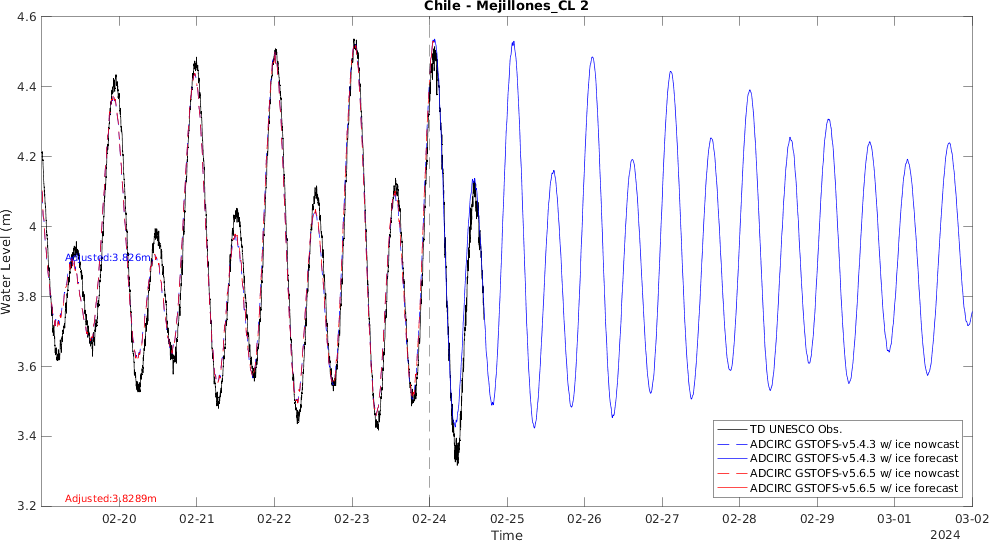 Chile - Mejillones_CL 2
4.6
4.4
4.2
4
3.8
3.6
3.4
3.2
Water Level (m)
Adjusted:3.826m
Adjusted:3.8289m
TD UNESCO Obs.
ADCIRC GSTOFS-v5.4.3 w/ ice nowcast
ADCIRC GSTOFS-v5.4.3 w/ ice forecast
ADCIRC GSTOFS-v5.6.5 w/ ice nowcast
ADCIRC GSTOFS-v5.6.5 w/ ice forecast
02-20 02-21 02-22 02-23 02-24 02-25 02-26 02-27 02-28 02-29 03-01 03-02
Time
2024